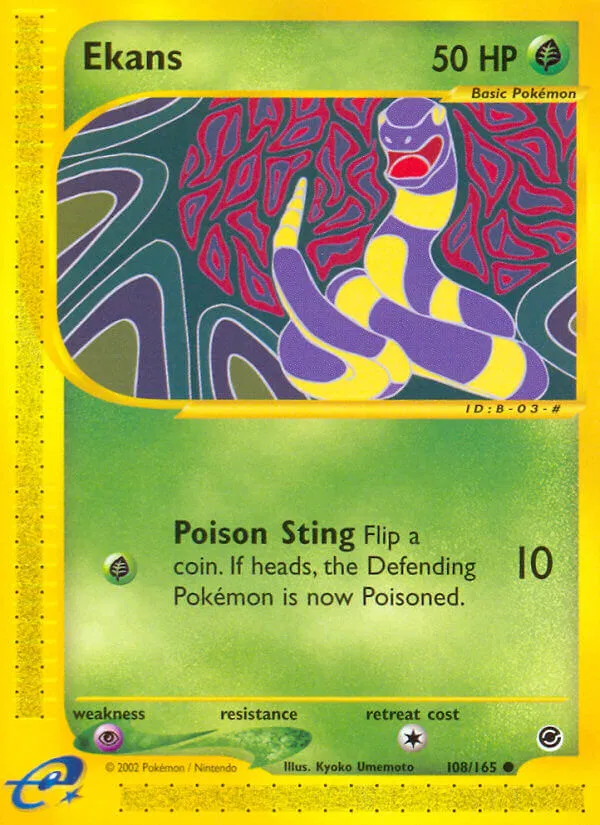 Ekans 50 HP
Basic Pokémon
ID:B-03-#
Poison Sting Flip a
coin. If heads, the Defending
Pokémon is now Poisoned.
10
weakness resistance retreat cost
© 2002 Pokémon / Nintendo Illus. Kyoko Umemoto 108/165
e